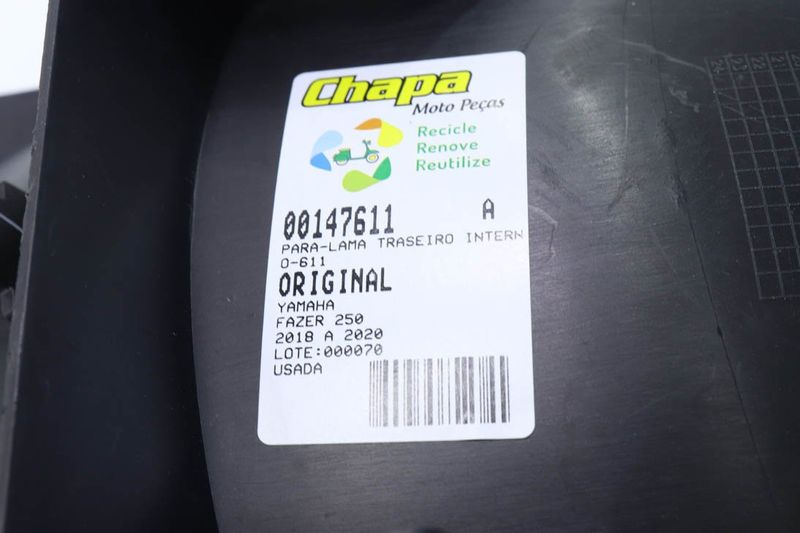 Chapa
Moto Peças
Recicle
Renove
Reutilize
00147611 A
PARA-LAMA TRASEIRO INTERN
O-611
ORIGINAL
YAMAHA
FAZER 250
2018 A 2020
LOTE:000070
USADA